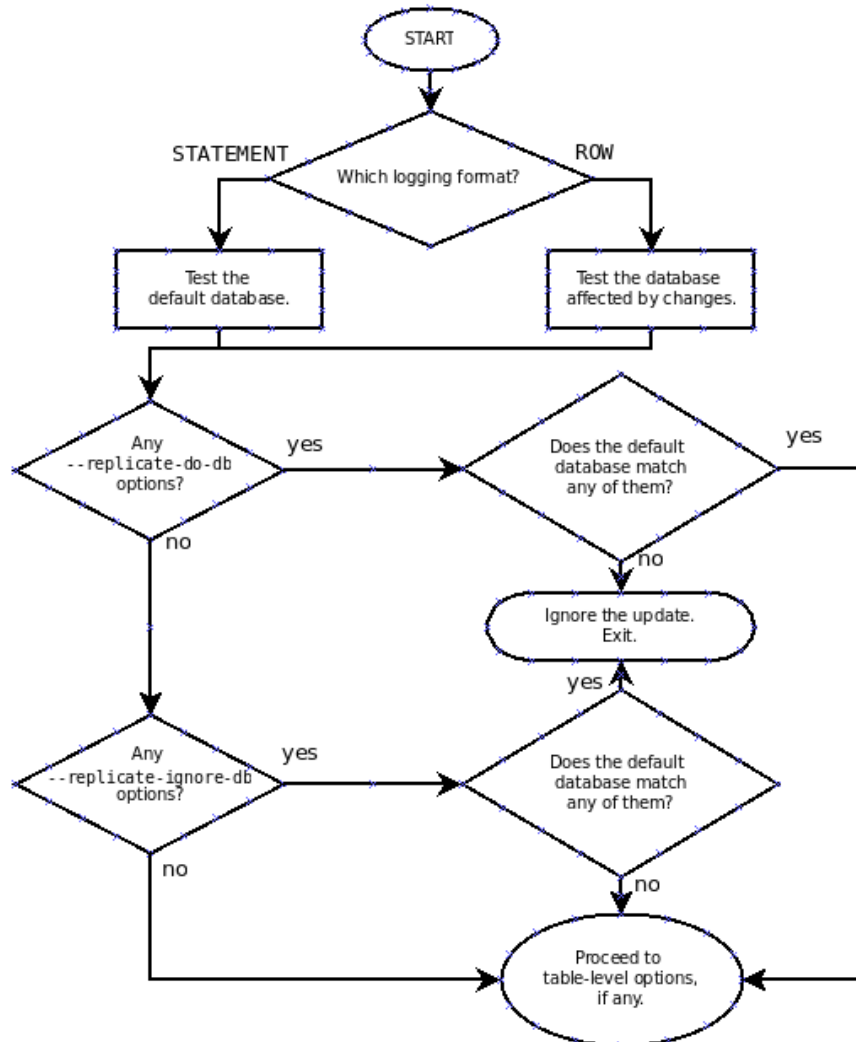 START
Which logging format?
STATEMENT
ROW
Test the
default database.
Test the database
affected by changes.
Any
--replicate-do-db
options?
yes
Does the default
database match
any of them?
yes
no
no
Ignore the update.
Exit.
yes
Any
--replicate-ignore-db
options?
yes
Does the default
database match
any of them?
no
no
Proceed to
table-level options,
if any.